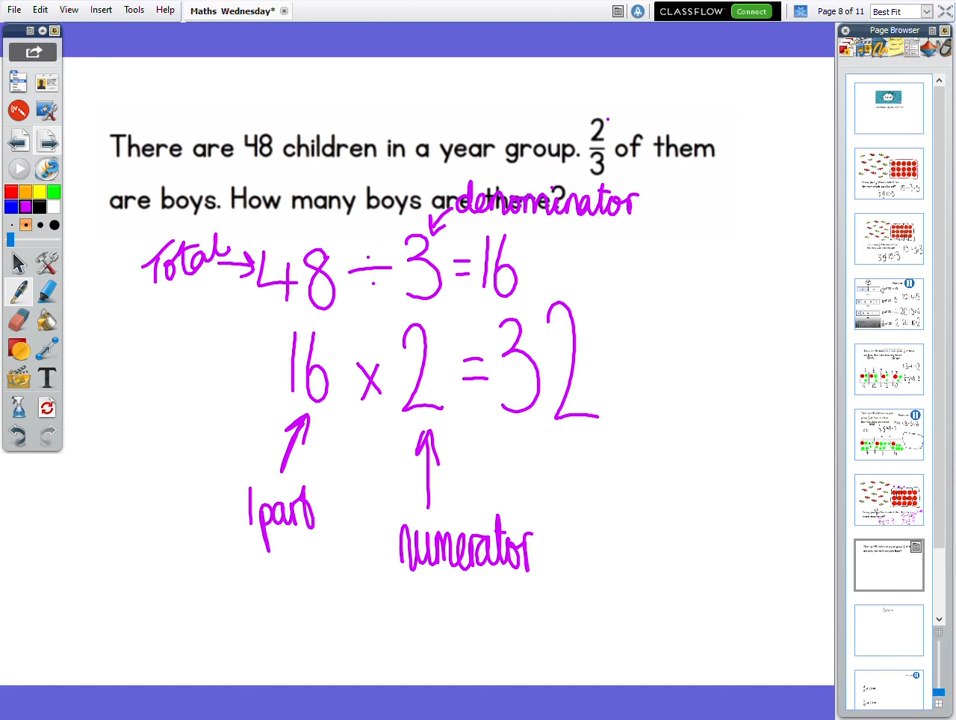 File Edit View Insert Tools Help Maths Wednesday* CLASSFLOW Connect Page 8 of 11 Best Fit
Page Browser
There are 48 children in a year group. 2/3 of them
are boys. How many boys are there?
denominator
Total → 48 ÷ 3 = 16
16 x 2 = 32
1 part
numerator
T